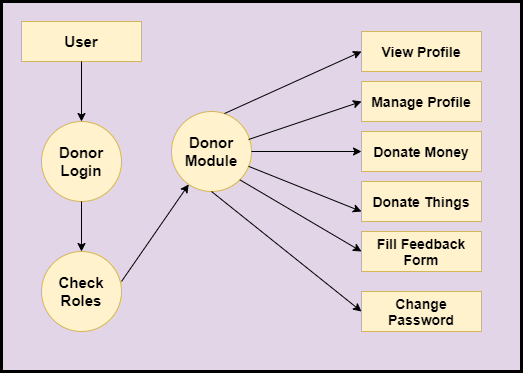 User
Donor
Login
Check
Roles
Donor
Module
View Profile
Manage Profile
Donate Money
Donate Things
Fill Feedback
Form
Change
Password